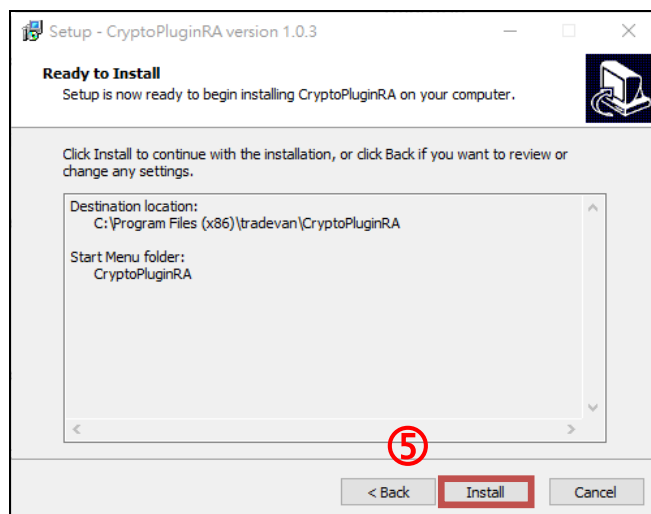 Setup - CryptoPluginRA version 1.0.3
Ready to Install
Setup is now ready to begin installing CryptoPluginRA on your computer.
Click Install to continue with the installation, or click Back if you want to review or
change any settings.
Destination location:
C:\Program Files (x86)\tradevan\CryptoPluginRA
Start Menu folder:
CryptoPluginRA
⑤
< Back
Install
Cancel